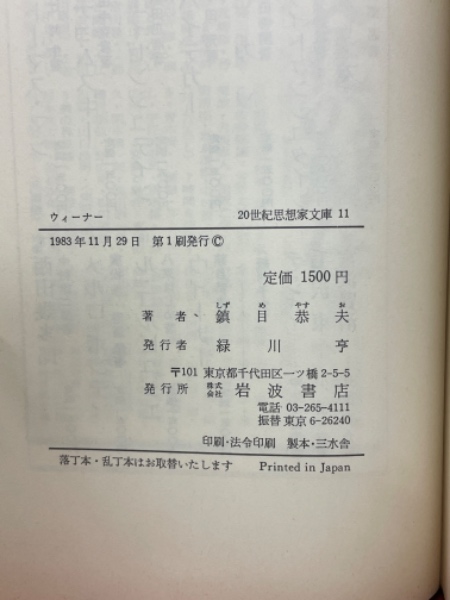 ウィーナー 20世紀思想家文庫 11
1983年11月29日 第1刷発行©
定価 1500円
しず め やす お
著者 鎮目恭夫
発行者 緑川亨
〒101 東京都千代田区一ツ橋 2-5-5
発行所 株式会社 岩波書店
電話 03-265-4111
振替 東京 6-26240
印刷・法令印刷 製本・三水舎
落丁本・乱丁本はお取替いたします Printed in Japan